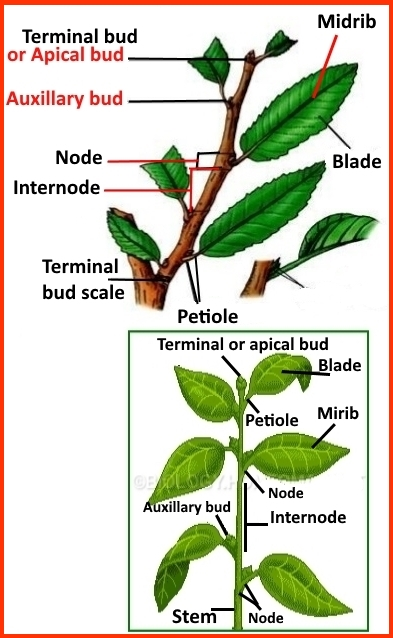 Midrib
Terminal bud
or Apical bud
Auxillary bud
Node
Blade
Internode
Terminal
bud scale
Petiole
Terminal or apical bud
Blade
Petiole
Mirib
Node
Auxillary bud
Internode
Stem
Node